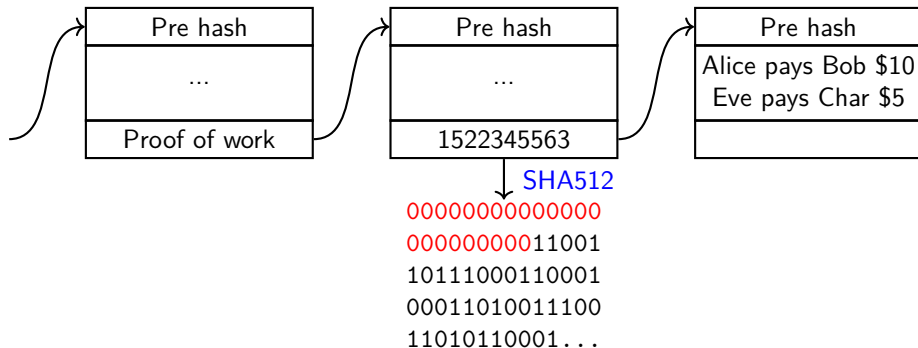 Pre hash
...
Proof of work
Pre hash
...
1522345563
Pre hash
Alice pays Bob $10
Eve pays Char $5
SHA512
00000000000000
00000000011001
10111000110001
00011010011100
11010110001...